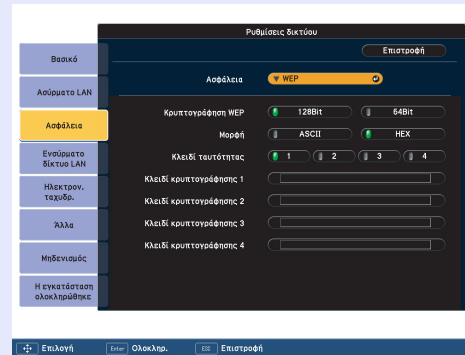 Ρυθμίσεις δικτύου
Επιστροφή
Βασικό
Ασύρματο LAN
Ασφάλεια
Ενσύρματο
δίκτυο LAN
Ηλεκτρον.
ταχυδρ.
Άλλα
Μηδενισμός
Η εγκατάσταση
ολοκληρώθηκε
Ασφάλεια WEP
Κρυπτογράφηση WEP 128Bit 64Bit
Μορφή ASCII HEX
Κλειδί ταυτότητας 1 2 3 4
Κλειδί κρυπτογράφησης 1
Κλειδί κρυπτογράφησης 2
Κλειδί κρυπτογράφησης 3
Κλειδί κρυπτογράφησης 4
Επιλογή Enter Ολοκληρ. ESC Επιστροφή